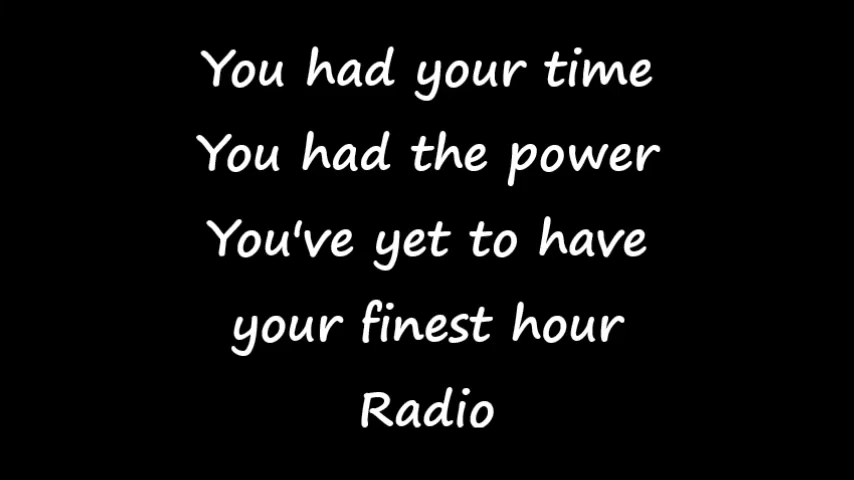 You had your time
You had the power
You've yet to have
your finest hour
Radio